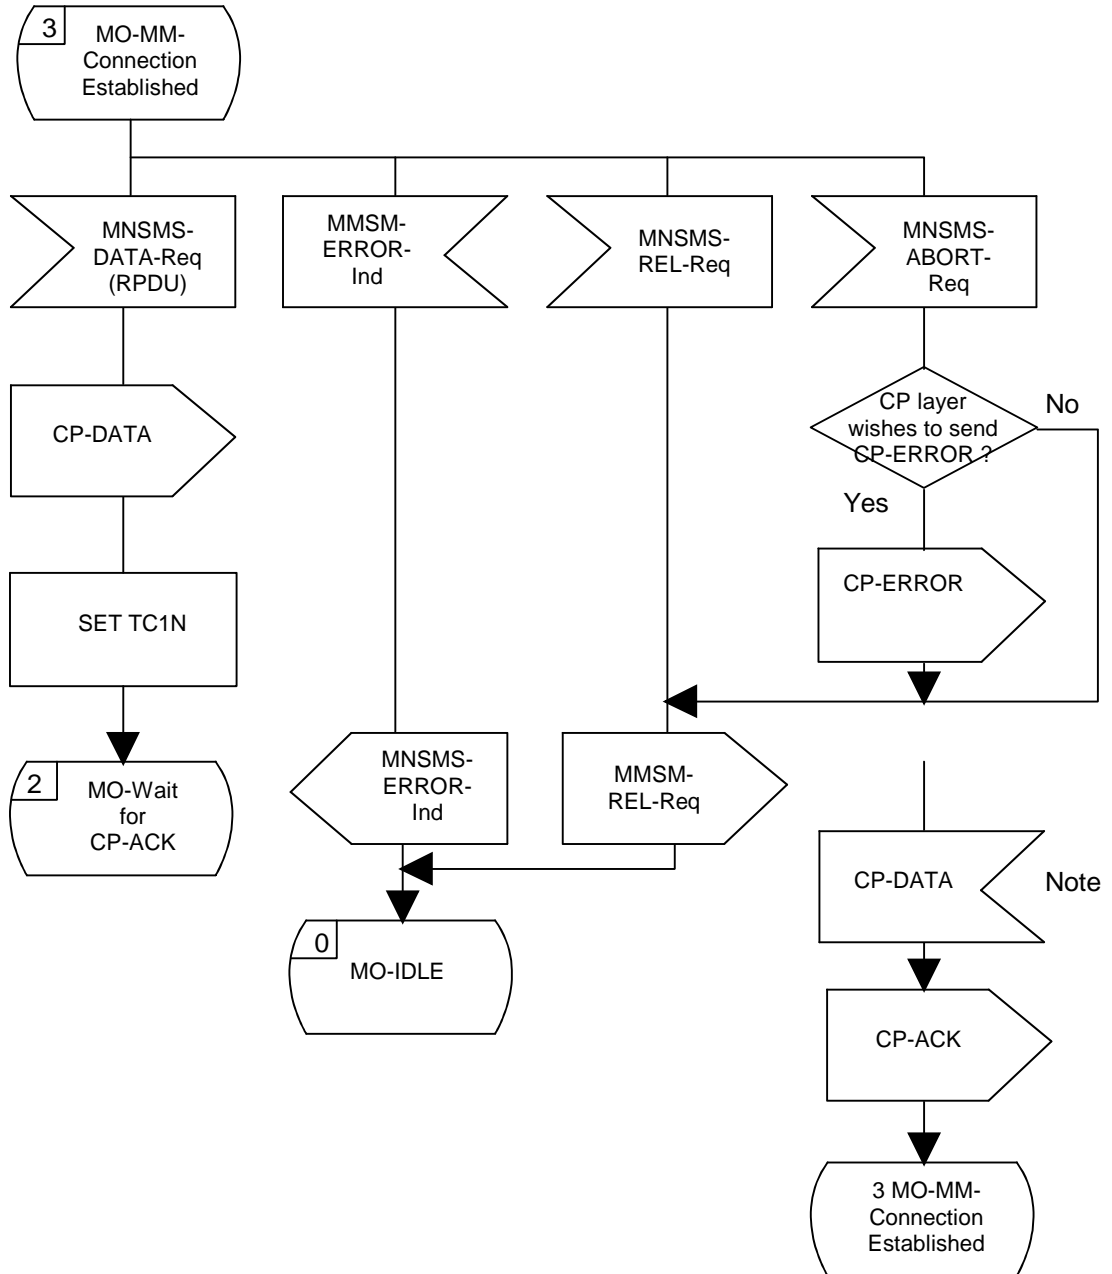 3
MO-MM-
Connection
Established
MNSMS-
DATA-Req
(RPDU)
MMSM-
ERROR-
Ind
MNSMS-
REL-Req
MNSMS-
ABORT-
Req
CP-DATA
CP layer
wishes to send
CP-ERROR ?
No
Yes
CP-ERROR
SET TC1N
2
MO-Wait
for
CP-ACK
MNSMS-
ERROR-
Ind
MMSM-
REL-Req
CP-DATA
Note
0
MO-IDLE
CP-ACK
3 MO-MM-
Connection
Established